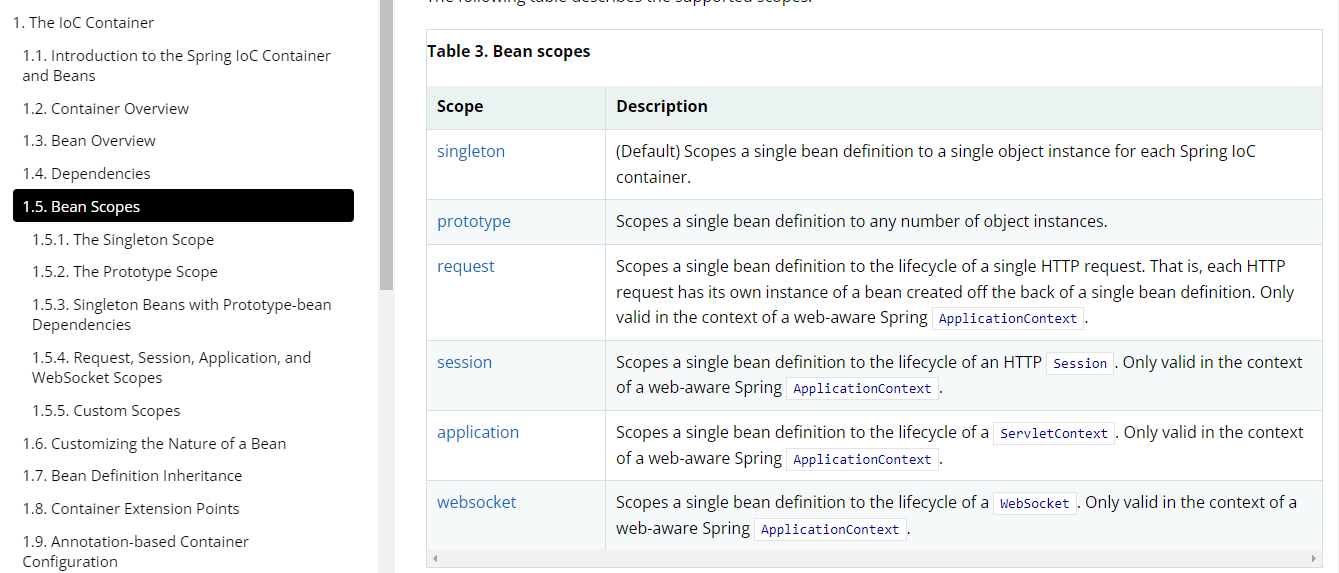 1. The IoC Container
1.1. Introduction to the Spring IoC Container
and Beans
1.2. Container Overview
1.3. Bean Overview
1.4. Dependencies
1.5. Bean Scopes
1.5.1. The Singleton Scope
1.5.2. The Prototype Scope
1.5.3. Singleton Beans with Prototype-bean
Dependencies
1.5.4. Request, Session, Application, and
WebSocket Scopes
1.5.5. Custom Scopes
1.6. Customizing the Nature of a Bean
1.7. Bean Definition Inheritance
1.8. Container Extension Points
1.9. Annotation-based Container
Configuration
The following table describes the supported scopes:
Table 3. Bean scopes
Scope Description
singleton (Default) Scopes a single bean definition to a single object instance for each Spring IoC
container.
prototype Scopes a single bean definition to any number of object instances.
request Scopes a single bean definition to the lifecycle of a single HTTP request. That is, each HTTP
request has its own instance of a bean created off the back of a single bean definition. Only
valid in the context of a web-aware Spring ApplicationContext.
session Scopes a single bean definition to the lifecycle of an HTTP Session. Only valid in the context
of a web-aware Spring ApplicationContext.
application Scopes a single bean definition to the lifecycle of a ServletContext. Only valid in the context
of a web-aware Spring ApplicationContext.
websocket Scopes a single bean definition to the lifecycle of a WebSocket. Only valid in the context of a
web-aware Spring ApplicationContext.